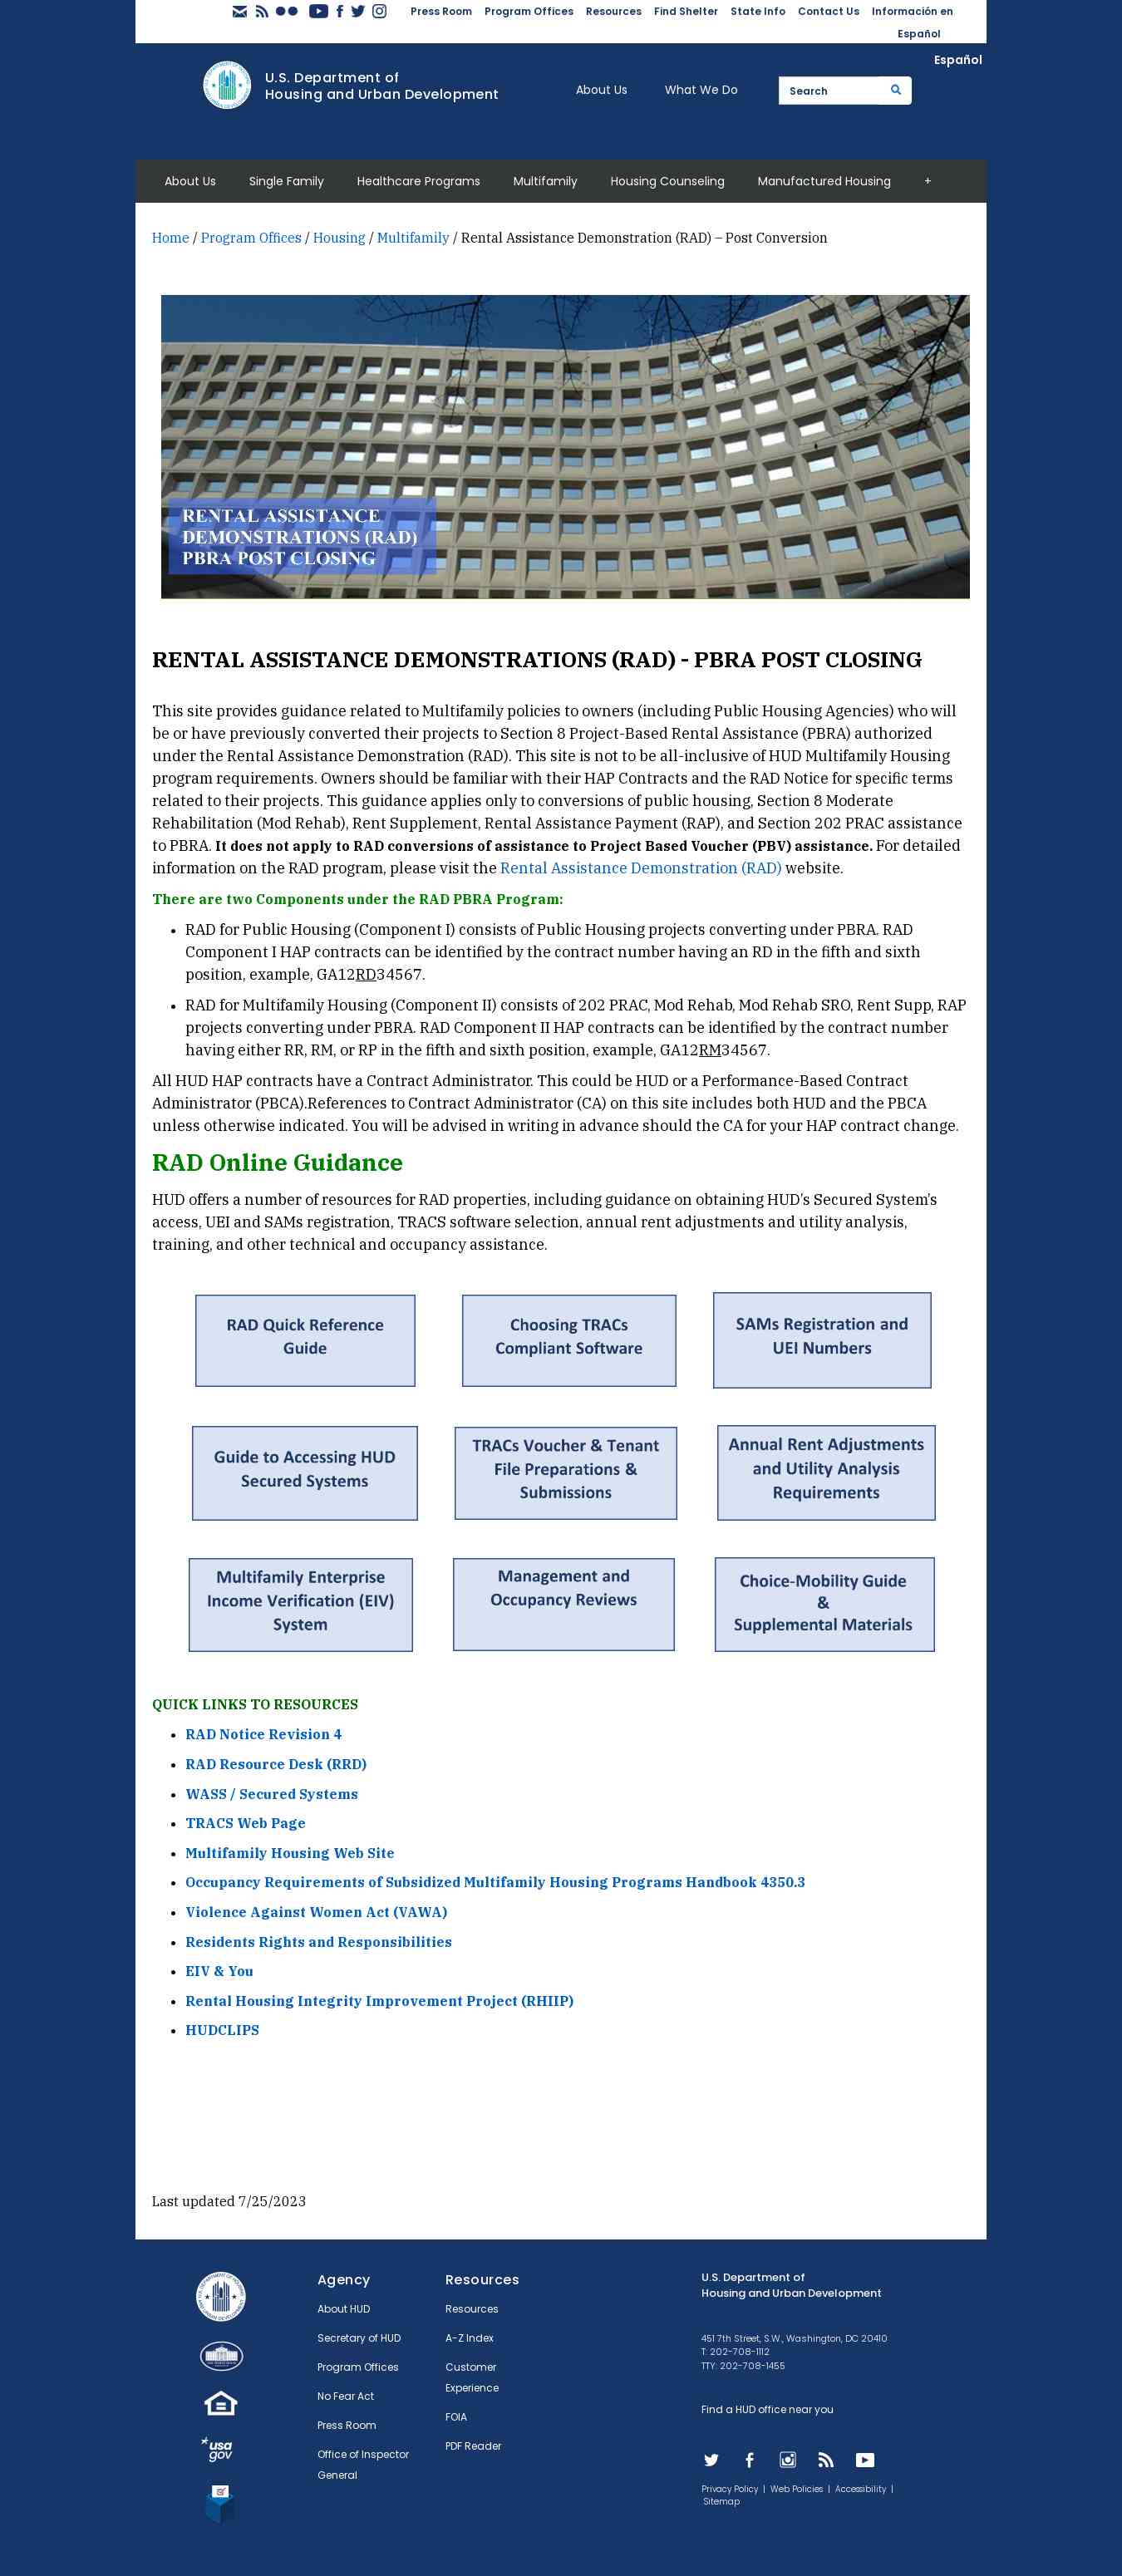 Press Room Program Offices Resources Find Shelter State Info Contact Us Información en
Español
Español
U.S. Department of
Housing and Urban Development
About Us What We Do Search
About Us Single Family Healthcare Programs Multifamily Housing Counseling Manufactured Housing +
Home / Program Offices / Housing / Multifamily / Rental Assistance Demonstration (RAD) – Post Conversion
RENTAL ASSISTANCE
DEMONSTRATIONS (RAD)
PBRA POST CLOSING
RENTAL ASSISTANCE DEMONSTRATIONS (RAD) - PBRA POST CLOSING
This site provides guidance related to Multifamily policies to owners (including Public Housing Agencies) who will
be or have previously converted their projects to Section 8 Project-Based Rental Assistance (PBRA) authorized
under the Rental Assistance Demonstration (RAD). This site is not to be all-inclusive of HUD Multifamily Housing
program requirements. Owners should be familiar with their HAP Contracts and the RAD Notice for specific terms
related to their projects. This guidance applies only to conversions of public housing, Section 8 Moderate
Rehabilitation (Mod Rehab), Rent Supplement, Rental Assistance Payment (RAP), and Section 202 PRAC assistance
to PBRA. It does not apply to RAD conversions of assistance to Project Based Voucher (PBV) assistance. For detailed
information on the RAD program, please visit the Rental Assistance Demonstration (RAD) website.
There are two Components under the RAD PBRA Program:
• RAD for Public Housing (Component I) consists of Public Housing projects converting under PBRA. RAD
Component I HAP contracts can be identified by the contract number having an RD in the fifth and sixth
position, example, GA12RD34567.
• RAD for Multifamily Housing (Component II) consists of 202 PRAC, Mod Rehab, Mod Rehab SRO, Rent Supp, RAP
projects converting under PBRA. RAD Component II HAP contracts can be identified by the contract number
having either RR, RM, or RP in the fifth and sixth position, example, GA12RM34567.
All HUD HAP contracts have a Contract Administrator. This could be HUD or a Performance-Based Contract
Administrator (PBCA).References to Contract Administrator (CA) on this site includes both HUD and the PBCA
unless otherwise indicated. You will be advised in writing in advance should the CA for your HAP contract change.
RAD Online Guidance
HUD offers a number of resources for RAD properties, including guidance on obtaining HUD’s Secured System’s
access, UEI and SAMs registration, TRACS software selection, annual rent adjustments and utility analysis,
training, and other technical and occupancy assistance.
RAD Quick Reference
Guide
Choosing TRACs
Compliant Software
SAMs Registration and
UEI Numbers
Guide to Accessing HUD
Secured Systems
TRACs Voucher & Tenant
File Preparations &
Submissions
Annual Rent Adjustments
and Utility Analysis
Requirements
Multifamily Enterprise
Income Verification (EIV)
System
Management and
Occupancy Reviews
Choice-Mobility Guide
&
Supplemental Materials
QUICK LINKS TO RESOURCES
• RAD Notice Revision 4
• RAD Resource Desk (RRD)
• WASS / Secured Systems
• TRACS Web Page
• Multifamily Housing Web Site
• Occupancy Requirements of Subsidized Multifamily Housing Programs Handbook 4350.3
• Violence Against Women Act (VAWA)
• Residents Rights and Responsibilities
• EIV & You
• Rental Housing Integrity Improvement Project (RHIIP)
• HUDCLIPS
Last updated 7/25/2023
usa
gov
Agency
About HUD
Secretary of HUD
Program Offices
No Fear Act
Press Room
Office of Inspector
General
Resources
Resources
A-Z Index
Customer
Experience
FOIA
PDF Reader
U.S. Department of
Housing and Urban Development
451 7th Street, S.W., Washington, DC 20410
T: 202-708-1112
TTY: 202-708-1455
Find a HUD office near you
Privacy Policy | Web Policies | Accessibility |
Sitemap